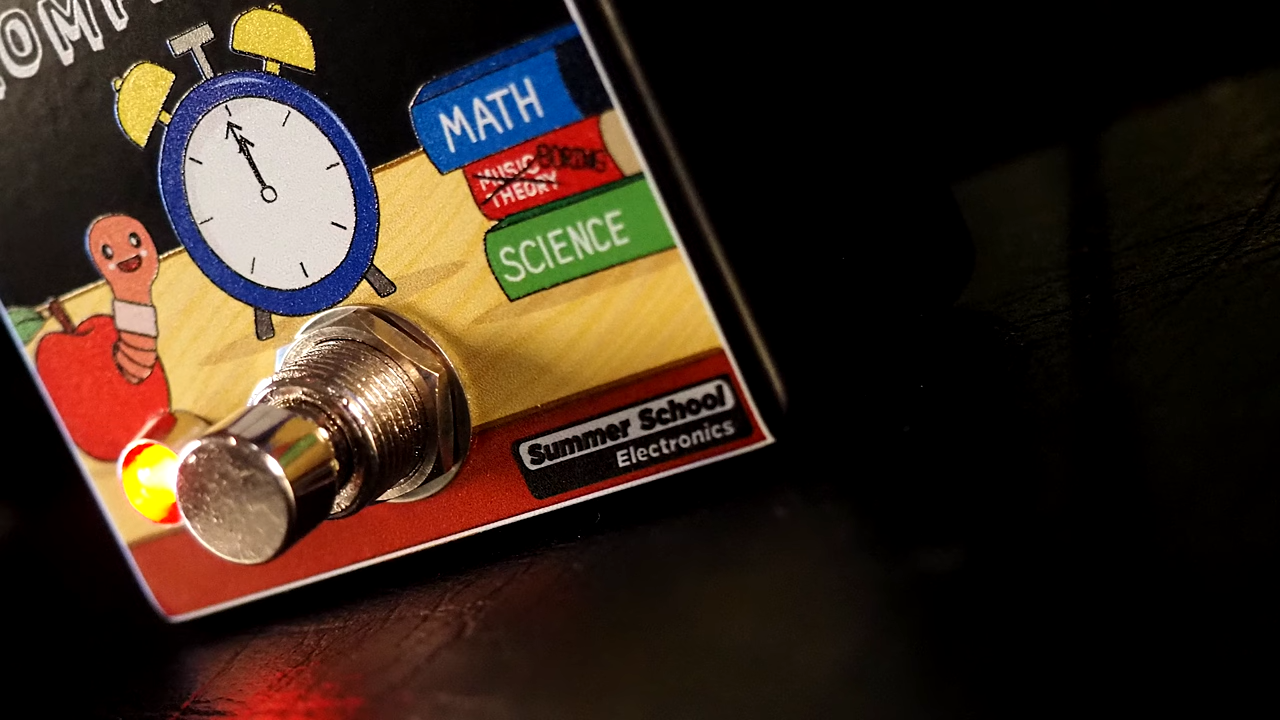 MATH
MUSIC BORING
THEORY
SCIENCE
Summer School
Electronics